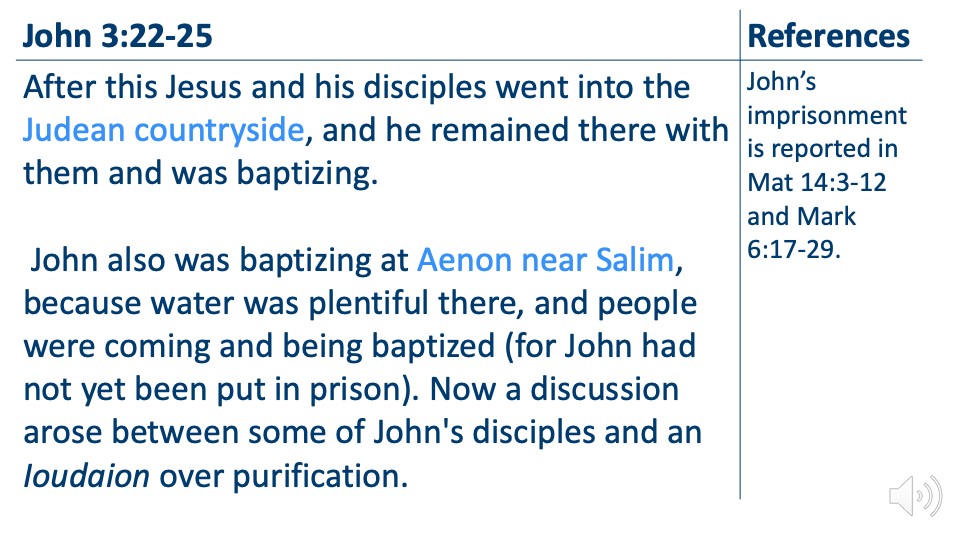 John 3:22-25
After this Jesus and his disciples went into the
Judean countryside, and he remained there with
them and was baptizing.
John also was baptizing at Aenon near Salim,
because water was plentiful there, and people
were coming and being baptized (for John had
not yet been put in prison). Now a discussion
arose between some of John's disciples and an
Ioudaion over purification.
References
John’s
imprisonment
is reported in
Mat 14:3-12
and Mark
6:17-29.